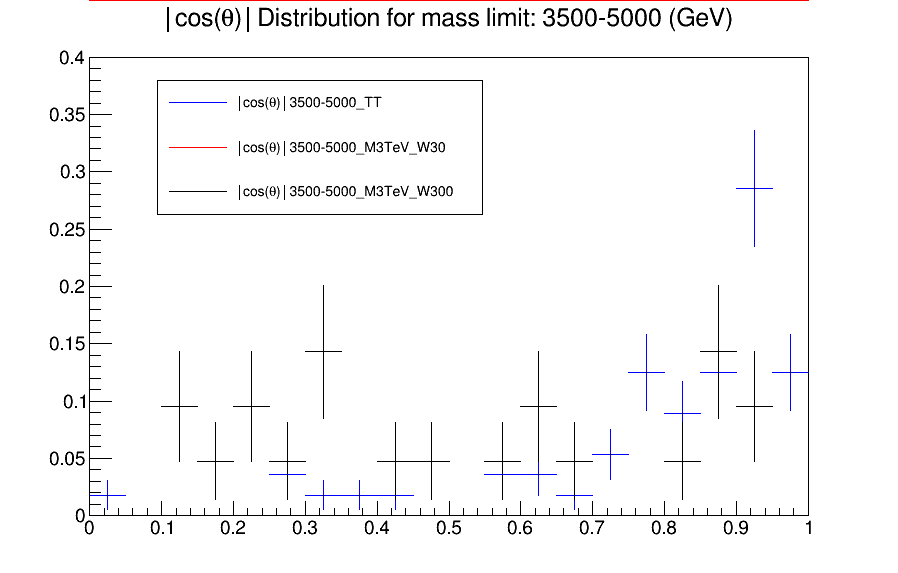 |cos(θ)| Distribution for mass limit: 3500-5000 (GeV)
0.4
|cos(θ)| 3500-5000_TT
0.35
|cos(θ)| 3500-5000_M3TeV_W30
0.3
|cos(θ)| 3500-5000_M3TeV_W300
0.25
0.2
0.15
0.1
0.05
0
0 0.1 0.2 0.3 0.4 0.5 0.6 0.7 0.8 0.9 1